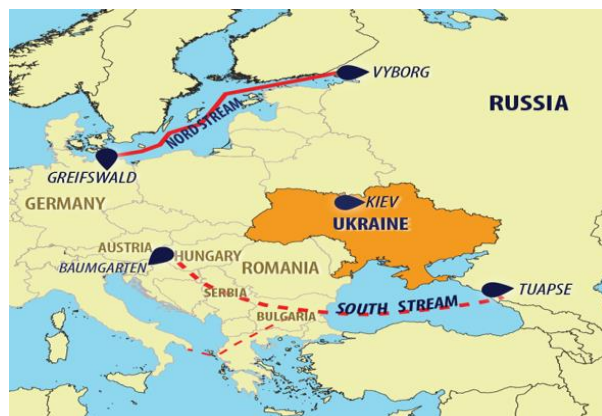 VYBORG
RUSSIA
NORD STREAM
GREIFSWALD
GERMANY
KIEV
UKRAINE
AUSTRIA
HUNGARY
BAUMGARTEN
ROMANIA
SERBIA
TUAPSE
SOUTH STREAM
BULGARIA